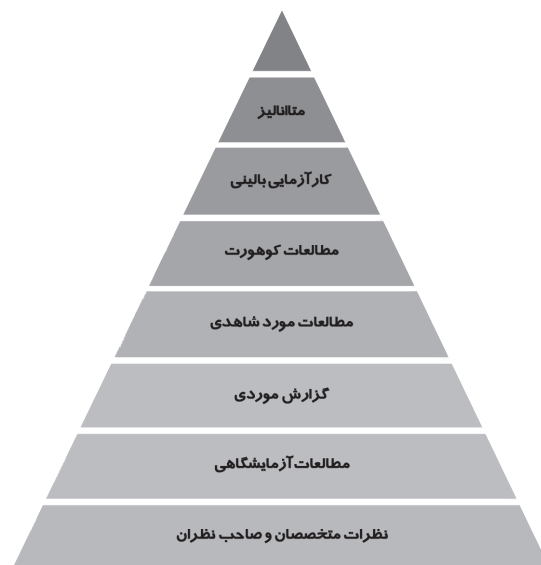 متاانالیز
کارآزمایی بالینی
مطالعات کوهورت
مطالعات مورد شاهدی
گزارش موردی
مطالعات آزمایشگاهی
نظرات متخصصان و صاحب نظران